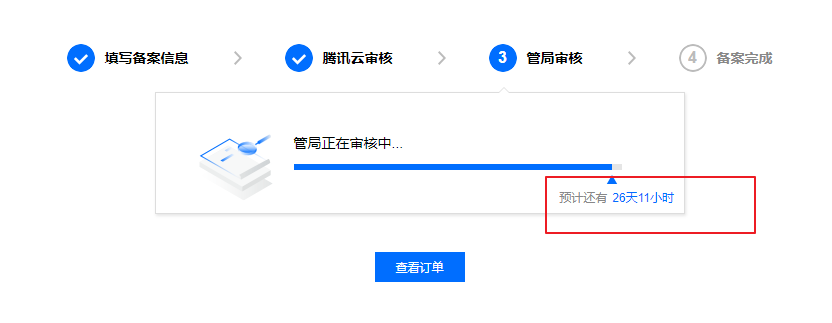 填写备案信息
腾讯云审核
3 管局审核
4 备案完成
管局正在审核中...
预计还有 26天11小时
查看订单